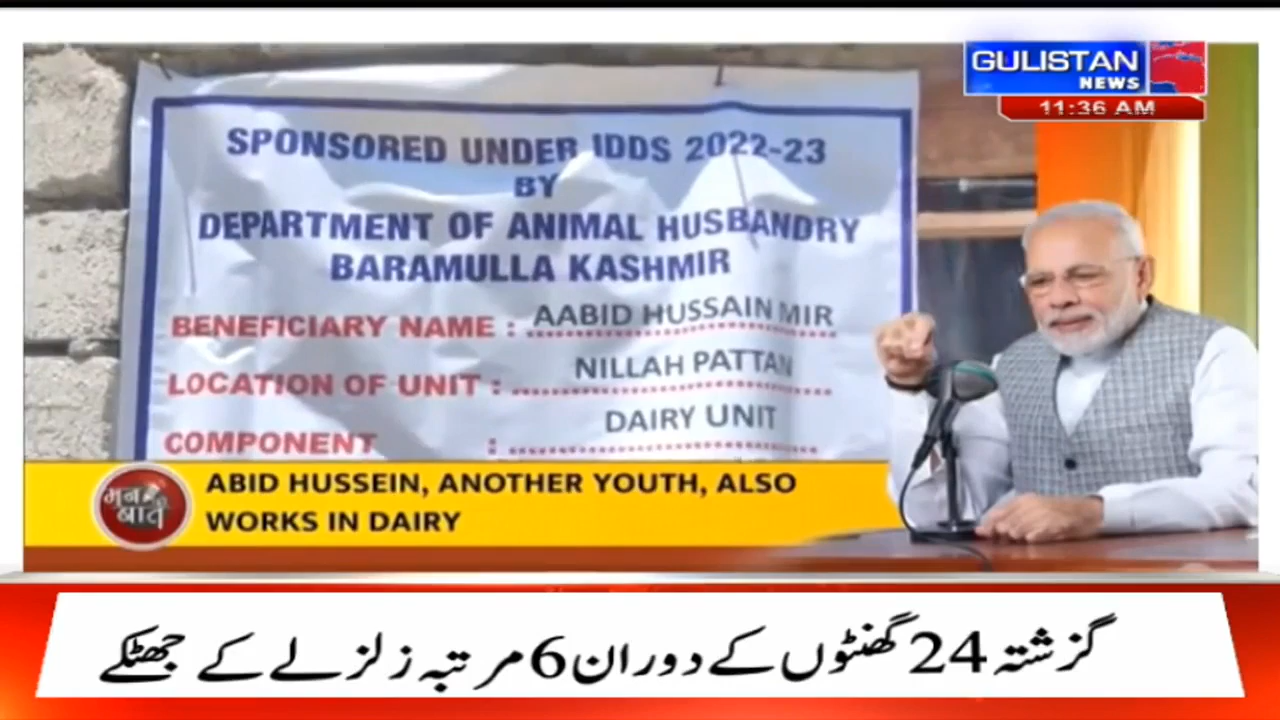 GULISTAN
NEWS
11:36 AM
SPONSORED UNDER IDDS 2022-23
BY
DEPARTMENT OF ANIMAL HUSBANDRY
BARAMULLA KASHMIR
BENEFICIARY NAME : AABID HUSSAIN MIR
LOCATION OF UNIT : NILLAH PATTAN
COMPONENT : DAIRY UNIT
मन की बात
ABID HUSSEIN, ANOTHER YOUTH, ALSO
WORKS IN DAIRY
گزشتہ 24 گھنٹوں کے دوران 6 مرتبہ زلزلے کے جھٹکے